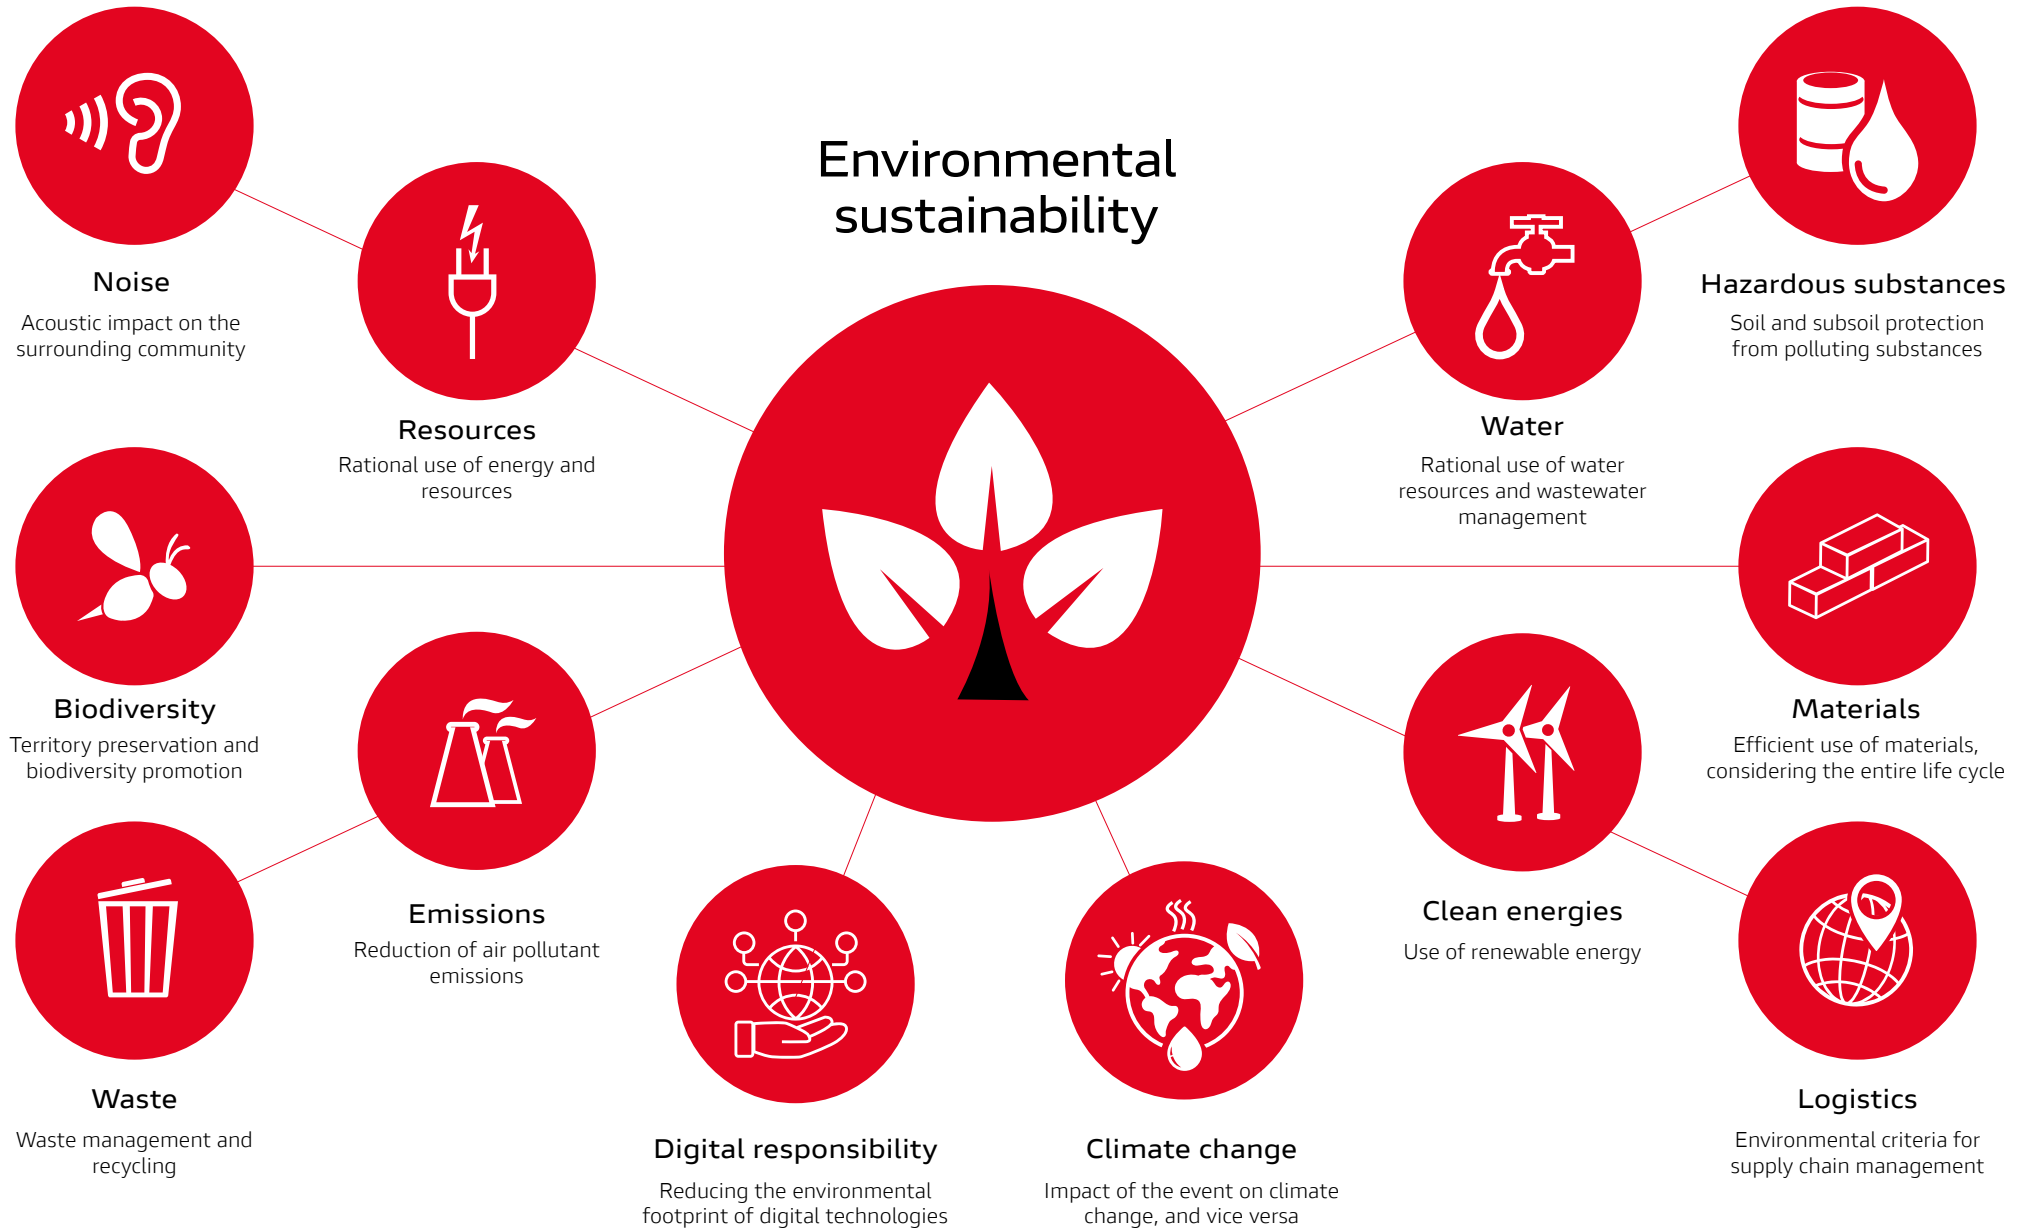 Environmental
sustainability
Noise
Acoustic impact on the
surrounding community
Resources
Rational use of energy and
resources
Water
Rational use of water
resources and wastewater
management
Hazardous substances
Soil and subsoil protection
from polluting substances
Biodiversity
Territory preservation and
biodiversity promotion
Materials
Efficient use of materials,
considering the entire life cycle
Emissions
Reduction of air pollutant
emissions
Clean energies
Use of renewable energy
Waste
Waste management and
recycling
Digital responsibility
Reducing the environmental
footprint of digital technologies
Climate change
Impact of the event on climate
change, and vice versa
Logistics
Environmental criteria for
supply chain management